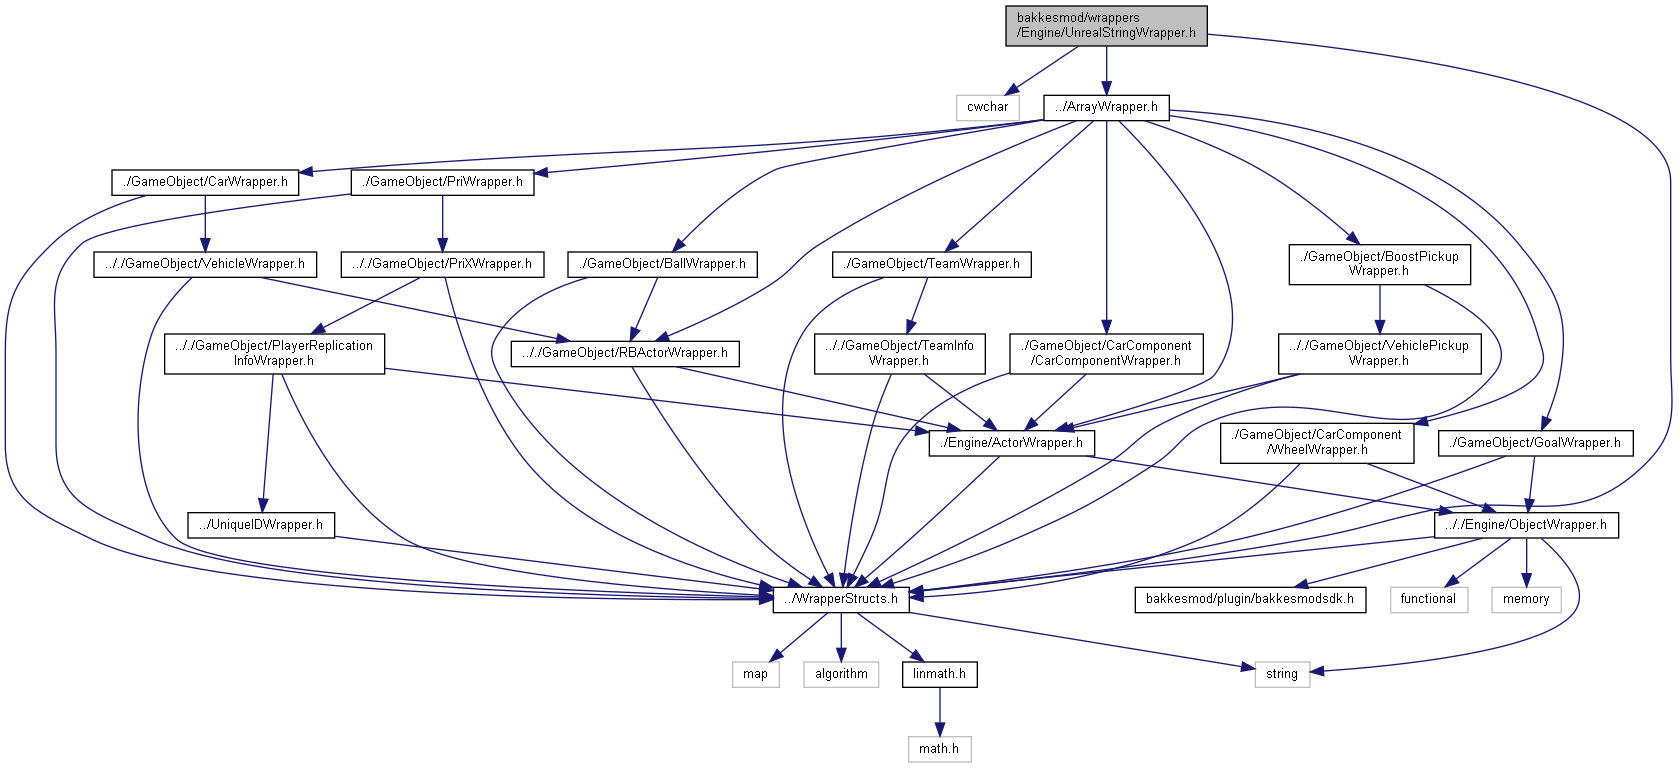 bakkesmod/wrappers
/Engine/UnrealStringWrapper.h
cwchar
../ArrayWrapper.h
./GameObject/CarWrapper.h
./GameObject/PriWrapper.h
.././GameObject/VehicleWrapper.h
.././GameObject/PriXWrapper.h
./GameObject/BallWrapper.h
./GameObject/TeamWrapper.h
./GameObject/BoostPickup
Wrapper.h
.././GameObject/PlayerReplication
InfoWrapper.h
.././GameObject/RBActorWrapper.h
.././GameObject/TeamInfo
Wrapper.h
./GameObject/CarComponent
/CarComponentWrapper.h
.././GameObject/VehiclePickup
Wrapper.h
./Engine/ActorWrapper.h
./GameObject/CarComponent
/WheelWrapper.h
./GameObject/GoalWrapper.h
../UniqueIDWrapper.h
.././Engine/ObjectWrapper.h
../WrapperStructs.h
bakkesmod/plugin/bakkesmodsdk.h
functional
memory
map
algorithm
linmath.h
string
math.h